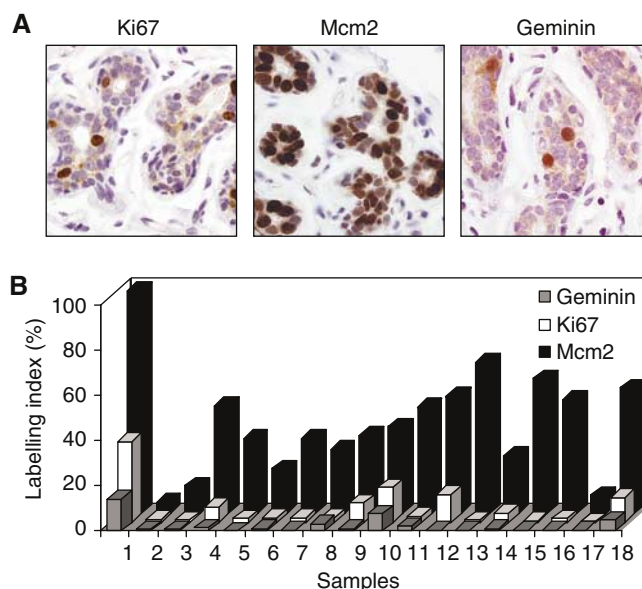 A
Ki67
Mcm2
Geminin
B
Labelling index (%)
100
80
60
40
20
0
Geminin
Ki67
Mcm2
1 2 3 4 5 6 7 8 9 10 11 12 13 14 15 16 17 18
Samples